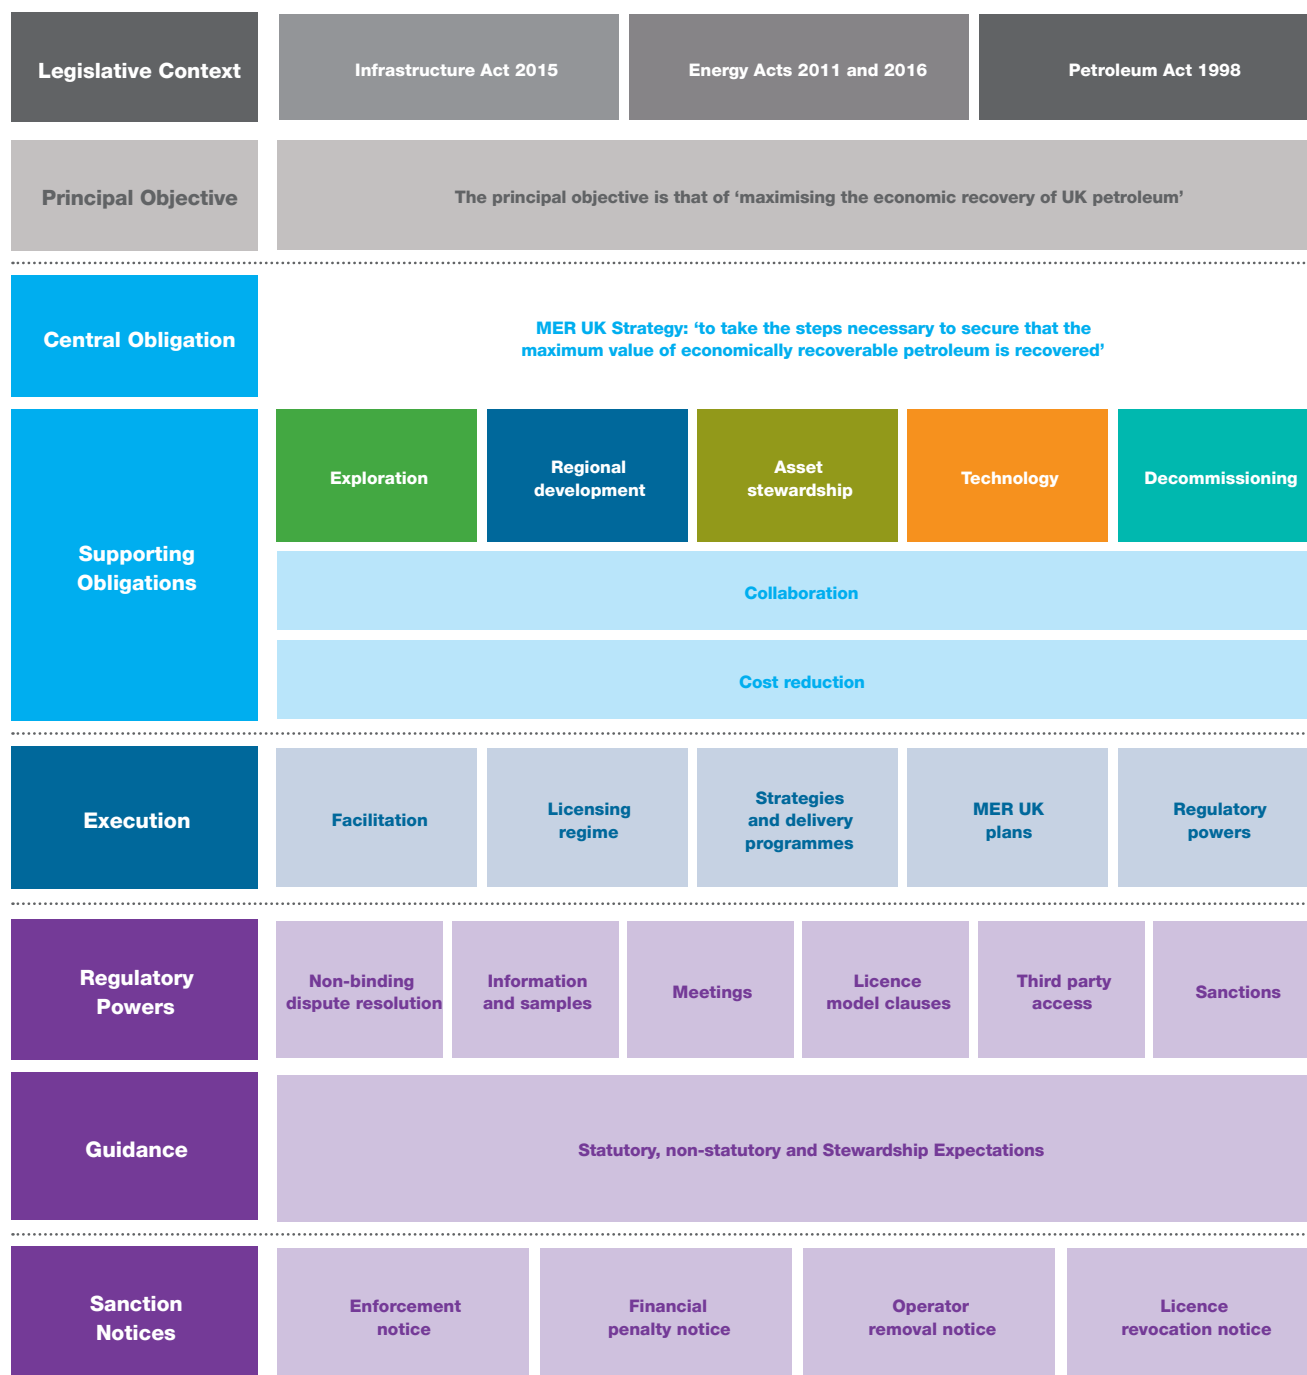 Legislative Context
Infrastructure Act 2015
Energy Acts 2011 and 2016
Petroleum Act 1998
Principal Objective
The principal objective is that of ‘maximising the economic recovery of UK petroleum’
Central Obligation
MER UK Strategy: ‘to take the steps necessary to secure that the
maximum value of economically recoverable petroleum is recovered’
Supporting
Obligations
Exploration
Regional
development
Asset
stewardship
Technology
Decommissioning
Collaboration
Cost reduction
Execution
Facilitation
Licensing
regime
Strategies
and delivery
programmes
MER UK
plans
Regulatory
powers
Regulatory
Powers
Non-binding
dispute resolution
Information
and samples
Meetings
Licence
model clauses
Third party
access
Sanctions
Guidance
Statutory, non-statutory and Stewardship Expectations
Sanction
Notices
Enforcement
notice
Financial
penalty notice
Operator
removal notice
Licence
revocation notice